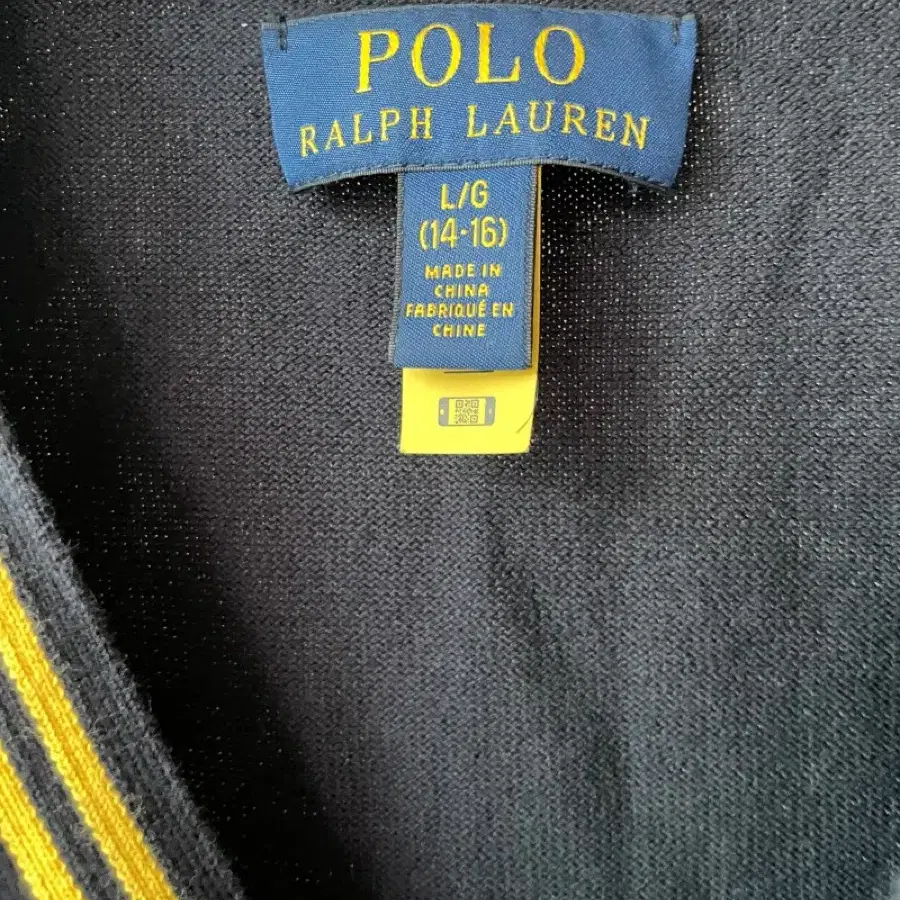 POLO
RALPH LAUREN
L/G
(14-16)
MADE IN
CHINA
FABRIQUÉ EN
CHINE